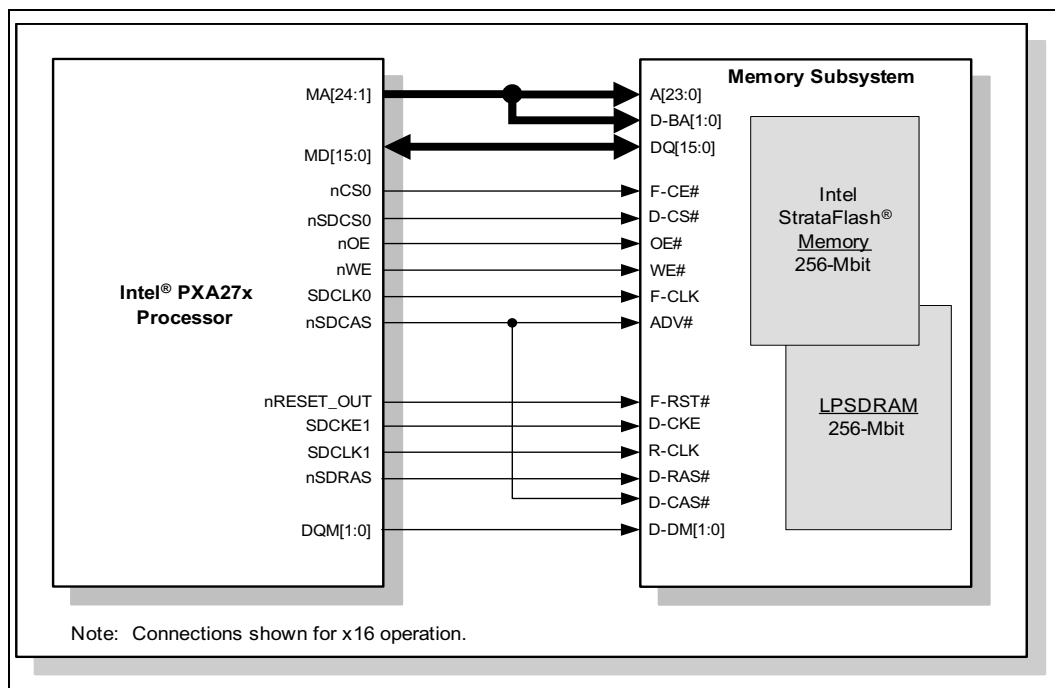 Memory Subsystem
MA[24:1]
A[23:0]
D-BA[1:0]
MD[15:0]
DQ[15:0]
nCS0
F-CE#
nSDCS0
D-CS#
nOE
OE#
nWE
WE#
SDCLK0
F-CLK
nSDCAS
ADV#
Intel® PXA27x
Processor
Intel
StrataFlash®
Memory
256-Mbit
nRESET_OUT
F-RST#
SDCKE1
D-CKE
SDCLK1
R-CLK
nSDRAS
D-RAS#
D-CAS#
DQM[1:0]
D-DM[1:0]
LPSDRAM
256-Mbit
Note: Connections shown for x16 operation.